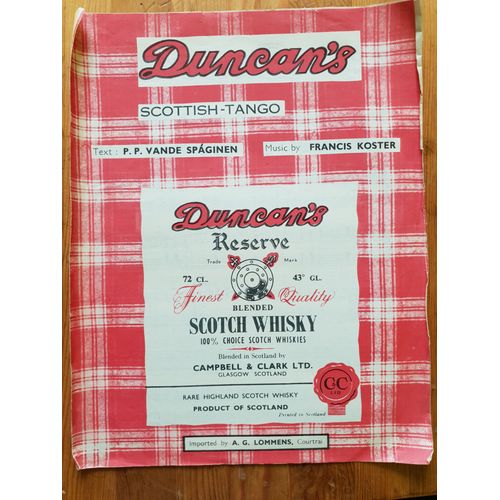 Duncan's
SCOTTISH-TANGO
Text : P. P. VANDE SPÁGINEN Music by FRANCIS KOSTER
Duncan's
Reserve
Trade Mark
72 CL. 43° GL.
Finest Quality
BLENDED
SCOTCH WHISKY
100% CHOICE SCOTCH WHISKIES
Blended in Scotland by
CAMPBELL & CLARK LTD.
GLASGOW SCOTLAND
RARE HIGHLAND SCOTCH WHISKY
PRODUCT OF SCOTLAND
Printed in Scotland
CC
LTD
Imported by A. G. LOMMENS, Courtrai